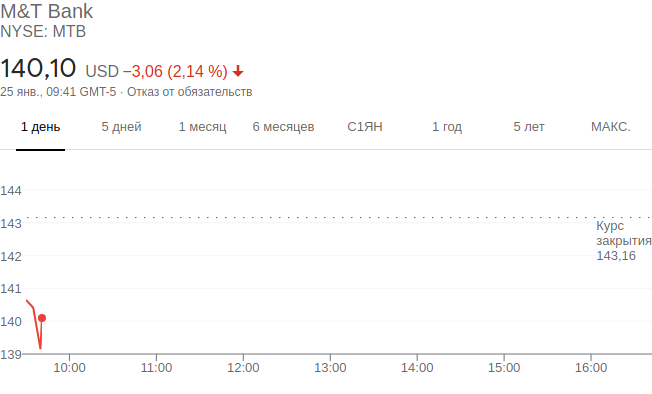 M&T Bank
NYSE: MTB
140,10 USD −3,06 (2,14 %)
25 янв., 09:41 GMT-5 · Отказ от обязательств
1 день 5 дней 1 месяц 6 месяцев С1ЯН 1 год 5 лет МАКС.
144
143
Курс
закрытия
143,16
142
141
140
139
10:00 11:00 12:00 13:00 14:00 15:00 16:00